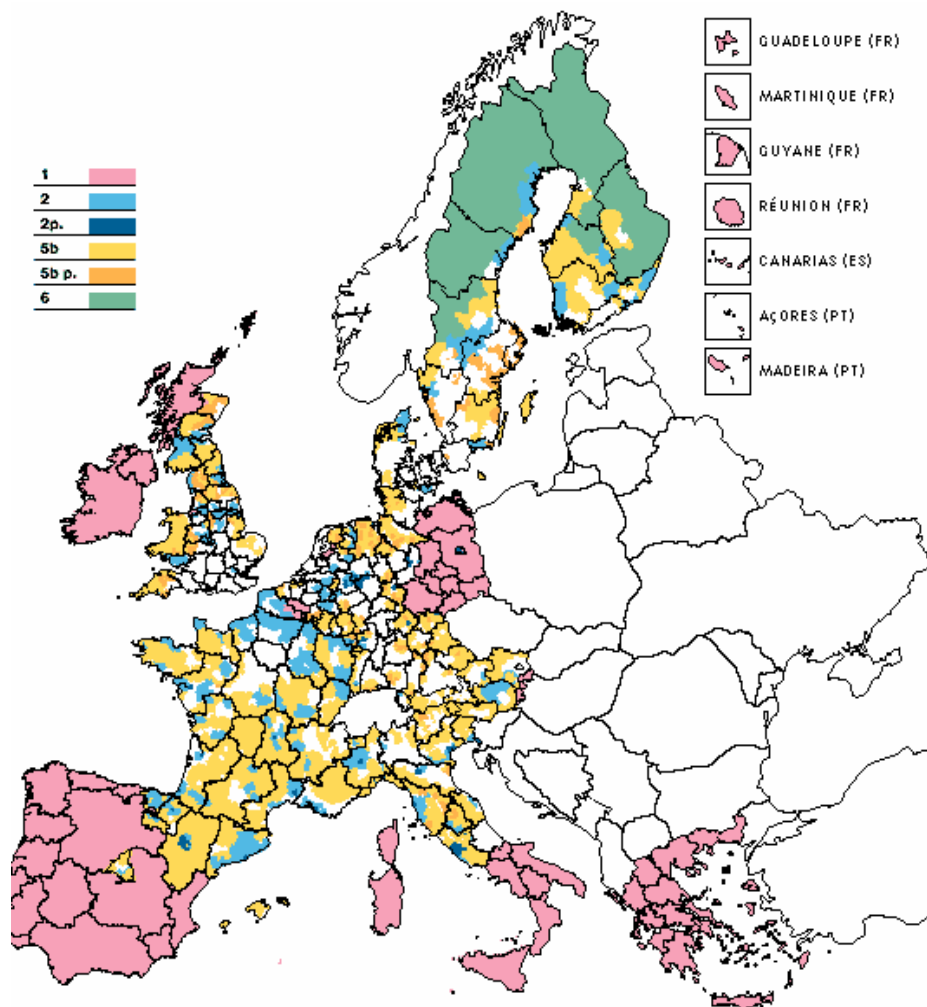 1
2
2p.
5b
5b p.
6
GUADELOUPE (FR)
MARTINIQUE (FR)
GUYANE (FR)
RÉUNION (FR)
CANARIAS (ES)
AÇORES (PT)
MADEIRA (PT)